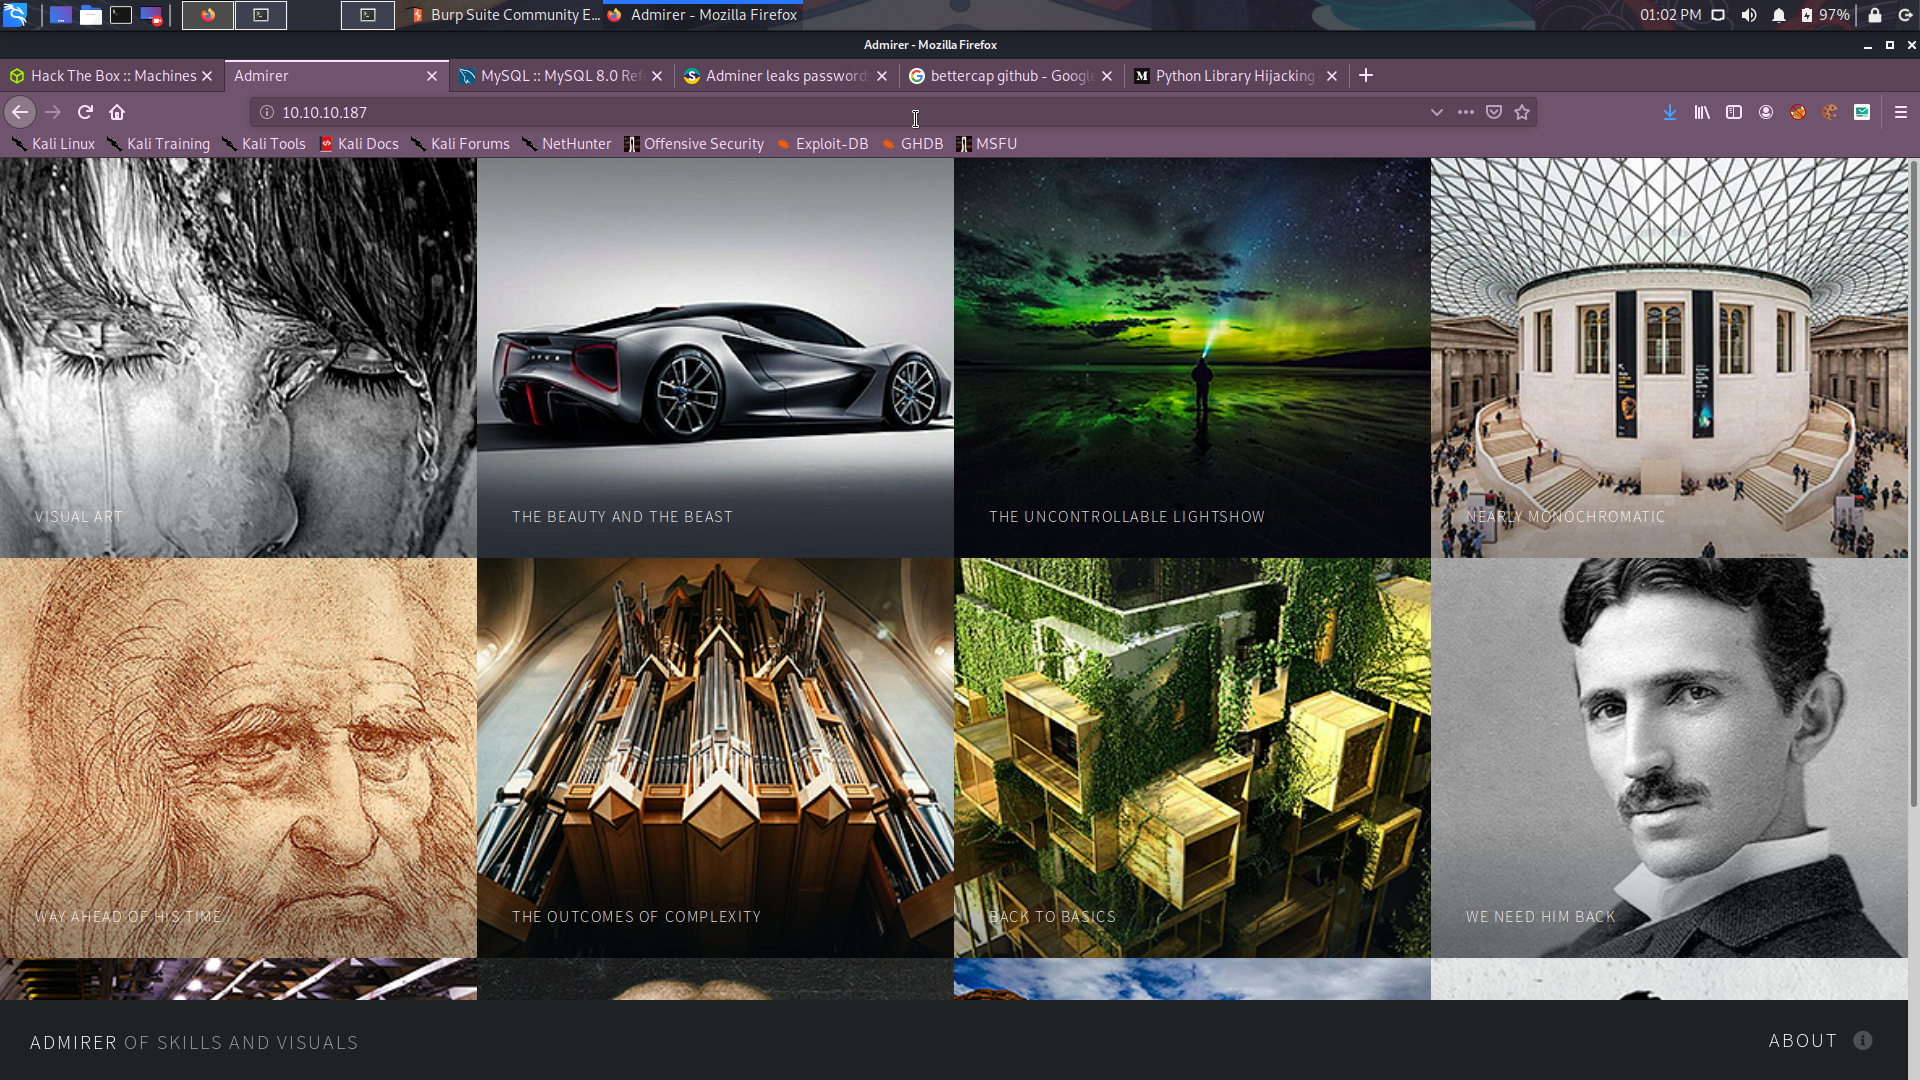 Burp Suite Community E...
Admirer - Mozilla Firefox
01:02 PM
97%
Admirer - Mozilla Firefox
Hack The Box :: Machines
Admirer
MySQL :: MySQL 8.0 Ref
Adminer leaks password
bettercap github - Google
Python Library Hijacking
10.10.10.187
Kali Linux
Kali Training
Kali Tools
Kali Docs
Kali Forums
NetHunter
Offensive Security
Exploit-DB
GHDB
MSFU
VISUAL ART
THE BEAUTY AND THE BEAST
THE UNCONTROLLABLE LIGHTSHOW
NEARLY MONOCHROMATIC
WAY AHEAD OF HIS TIME
THE OUTCOMES OF COMPLEXITY
BACK TO BASICS
WE NEED HIM BACK
ADMIRER OF SKILLS AND VISUALS
ABOUT